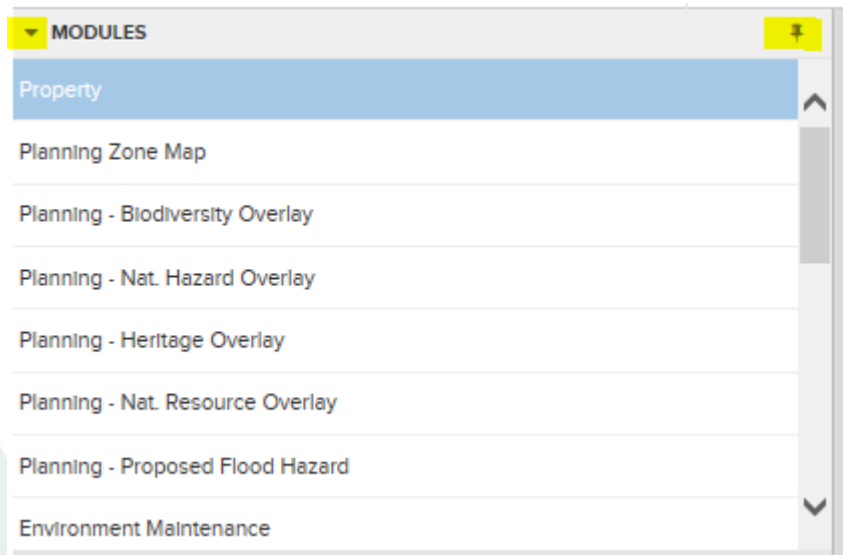 MODULES
Property
Planning Zone Map
Planning - Biodiversity Overlay
Planning - Nat. Hazard Overlay
Planning - Heritage Overlay
Planning - Nat. Resource Overlay
Planning - Proposed Flood Hazard
Environment Maintenance